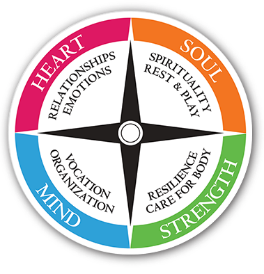 HEART
RELATIONSHIPS
EMOTIONS
SOUL
SPIRITUALITY
REST & PLAY
MIND
VOCATION
ORGANIZATION
STRENGTH
RESILIENCE
CARE FOR BODY